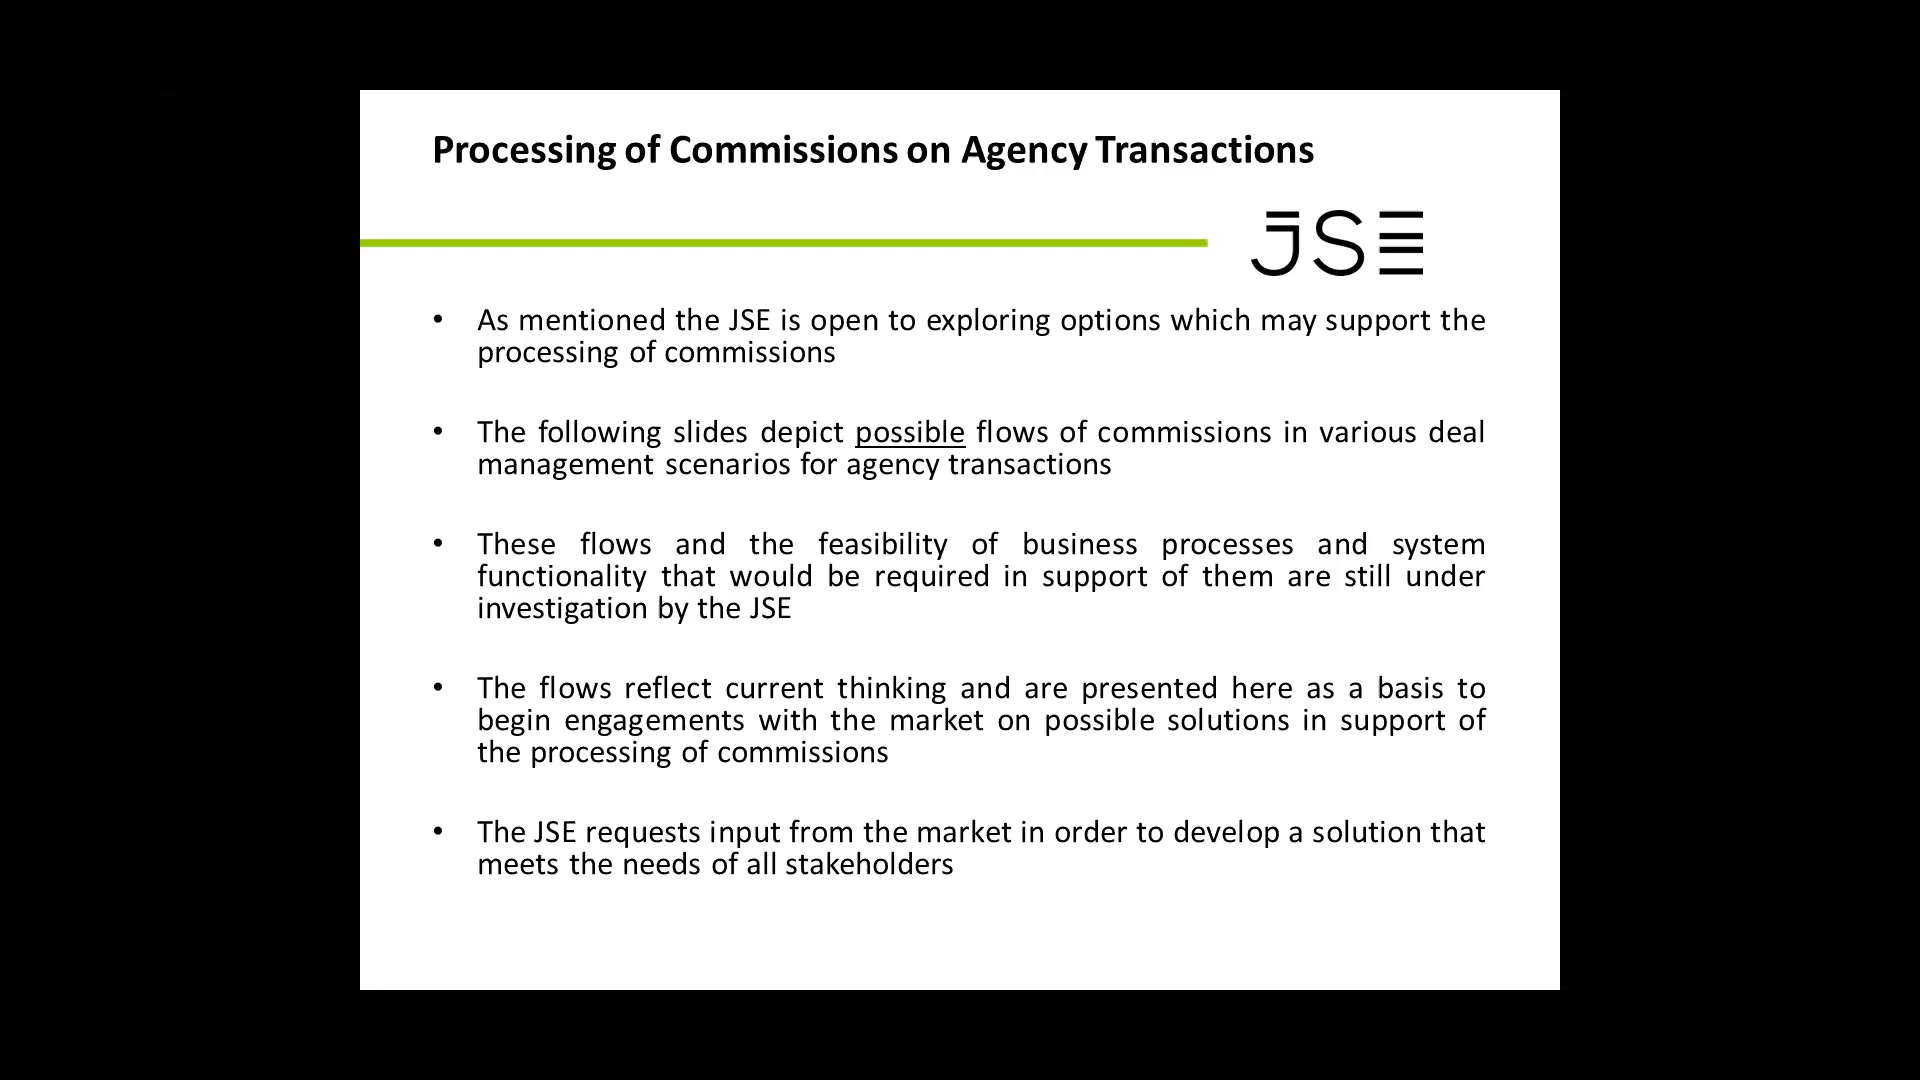 Processing of Commissions on Agency Transactions
JSE
• As mentioned the JSE is open to exploring options which may support the
processing of commissions
• The following slides depict possible flows of commissions in various deal
management scenarios for agency transactions
• These flows and the feasibility of business processes and system
functionality that would be required in support of them are still under
investigation by the JSE
• The flows reflect current thinking and are presented here as a basis to
begin engagements with the market on possible solutions in support of
the processing of commissions
• The JSE requests input from the market in order to develop a solution that
meets the needs of all stakeholders